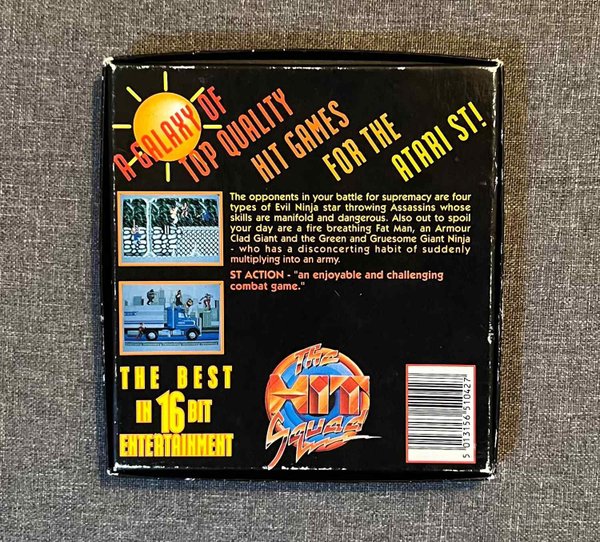 A GALAXY OF
TOP QUALITY
HIT GAMES
FOR THE
ATARI ST!
The opponents in your battle for supremacy are four
types of Evil Ninja star throwing Assassins whose
skills are manifold and dangerous. Also out to spoil
your day are a fire breathing Fat Man, an Armour
Clad Giant and the Green and Gruesome Giant Ninja
- who has a disconcerting habit of suddenly
multiplying into an army.
ST ACTION - "an enjoyable and challenging
combat game."
THE BEST
IN 16 BIT
ENTERTAINMENT
The
HIT
Squad
5 013156 510427